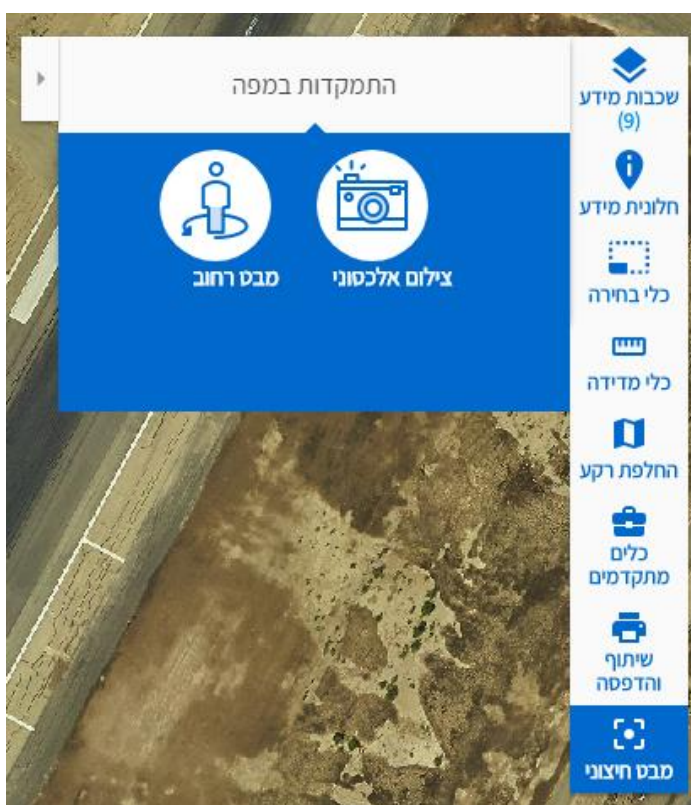 התמקדות במפה
צילום אלכסוני
מבט רחוב
שכבות מידע
(9)
חלונית מידע
כלי בחירה
כלי מדידה
החלפת רקע
כלים
מתקדמים
שיתוף
והדפסה
מבט חיצוני